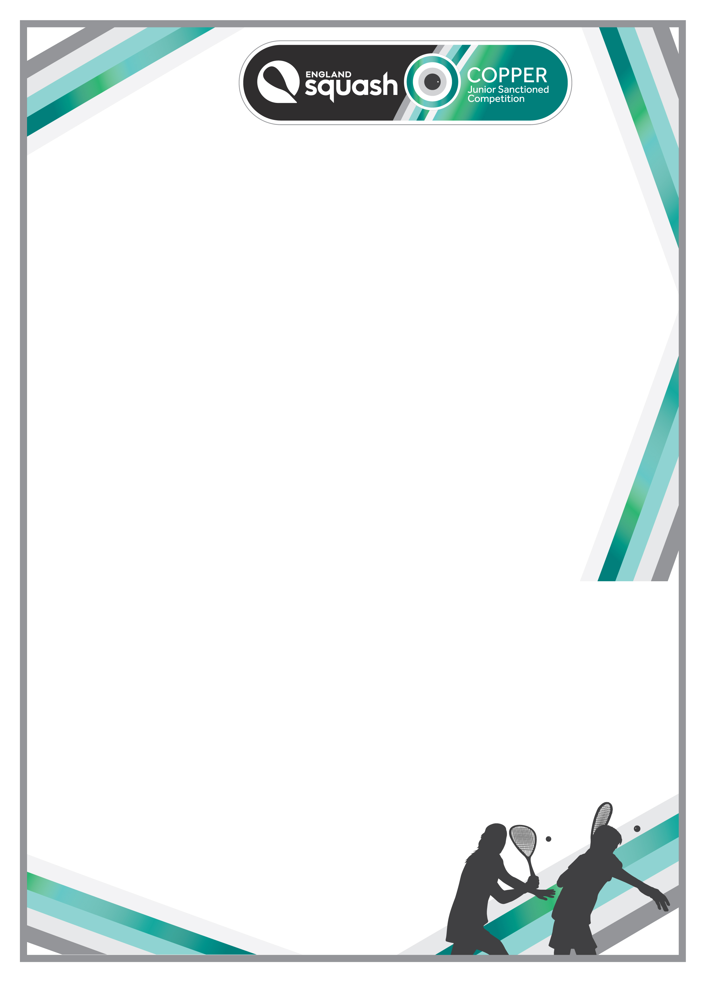 ENGLAND
squash
COPPER
Junior Sanctioned
Competition